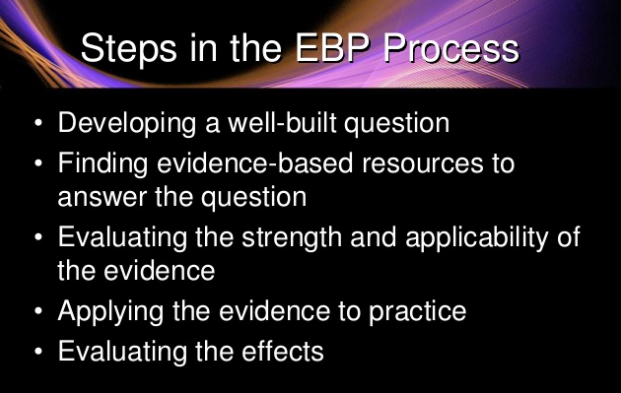 Steps in the EBP Process
• Developing a well-built question
• Finding evidence-based resources to
answer the question
• Evaluating the strength and applicability of
the evidence
• Applying the evidence to practice
• Evaluating the effects